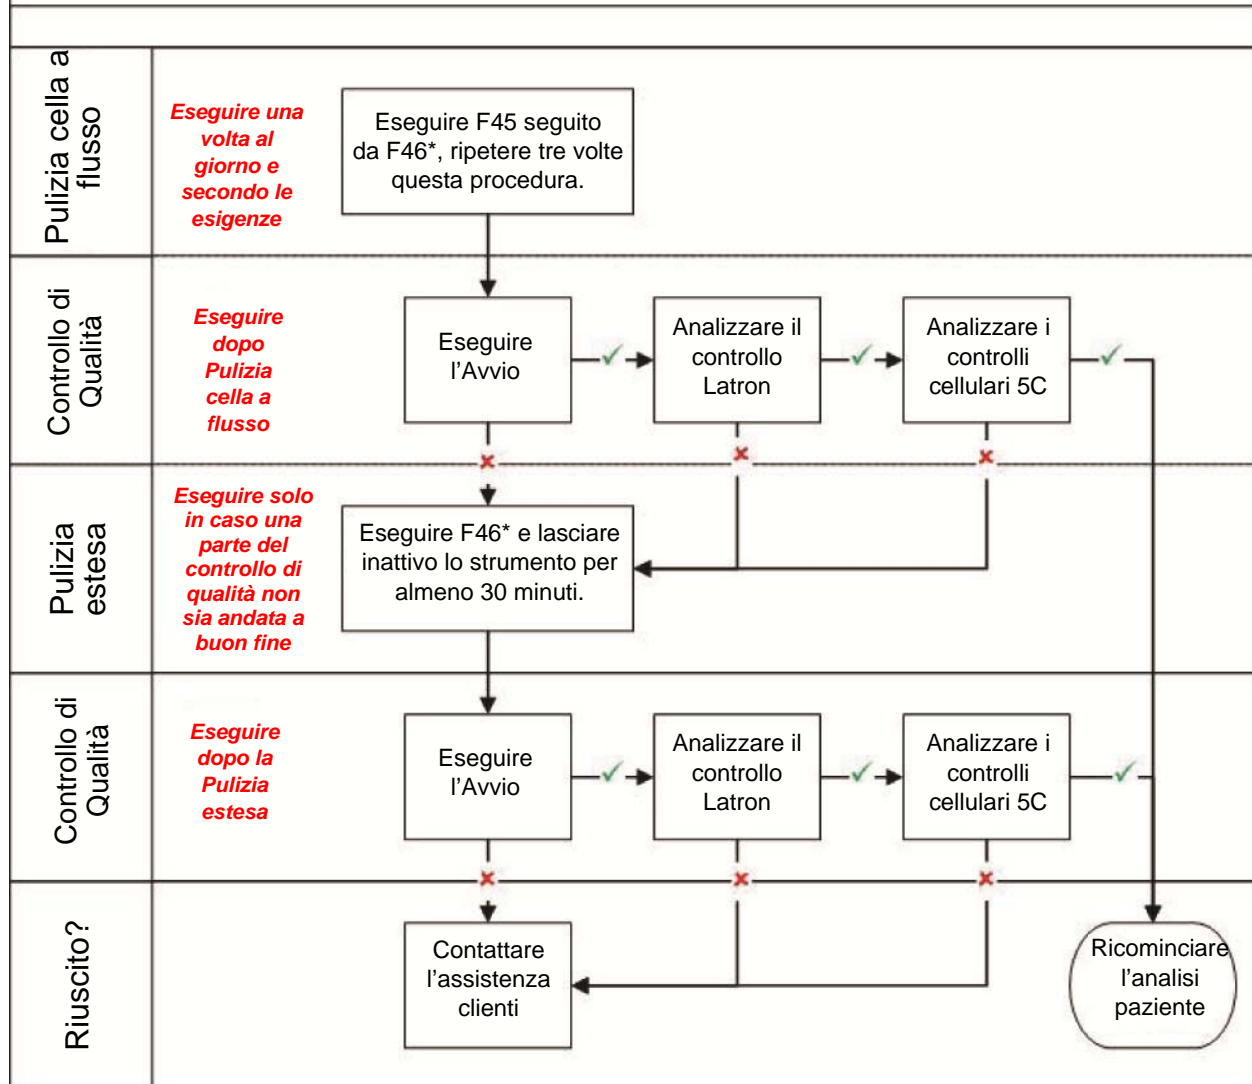 Pulizia cella a
flusso
Eseguire una
volta al
giorno e
secondo le
esigenze
Eseguire F45 seguito
da F46*, ripetere tre volte
questa procedura.
Controllo di
Qualità
Eseguire
dopo
Pulizia
cella a
flusso
Eseguire
l'Avvio
Analizzare il
controllo
Latron
Analizzare i
controlli
cellulari 5C
Pulizia
estesa
Eseguire solo
in caso una
parte del
controllo di
qualità non
sia andata a
buon fine
Eseguire F46* e lasciare
inattivo lo strumento per
almeno 30 minuti.
Controllo di
Qualità
Eseguire
dopo la
Pulizia
estesa
Eseguire
l'Avvio
Analizzare il
controllo
Latron
Analizzare i
controlli
cellulari 5C
Riuscito?
Contattare
l'assistenza
clienti
Ricominciare
l'analisi
paziente